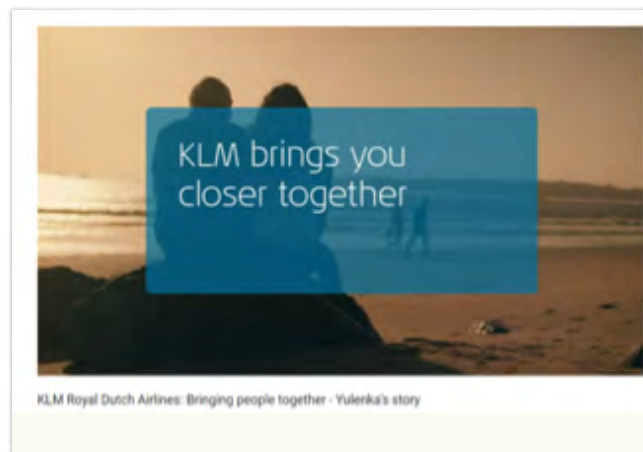 KLM brings you
closer together
KLM Royal Dutch Airlines: Bringing people together - Yulenka's story